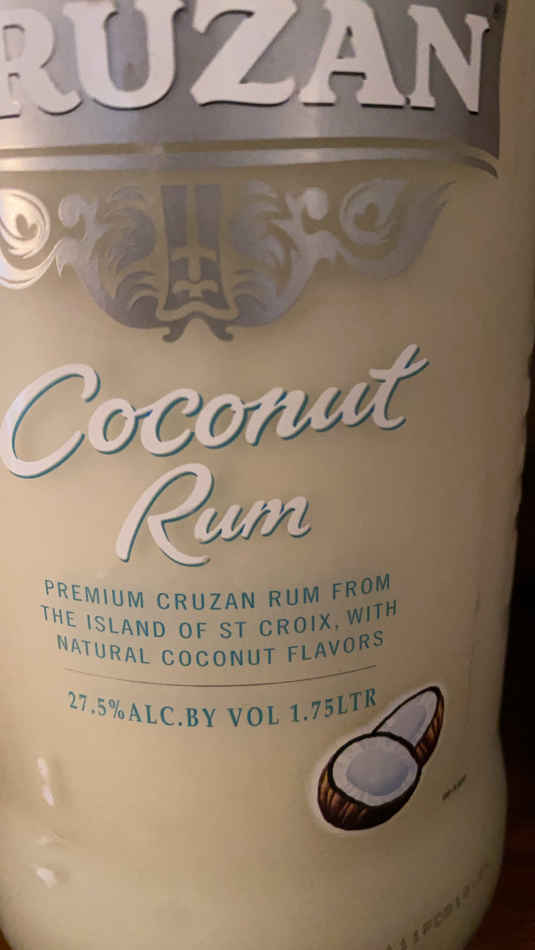 RUZAN
Coconut
Rum
PREMIUM CRUZAN RUM FROM
THE ISLAND OF ST CROIX, WITH
NATURAL COCONUT FLAVORS
27.5%ALC.BY VOL 1.75LTR